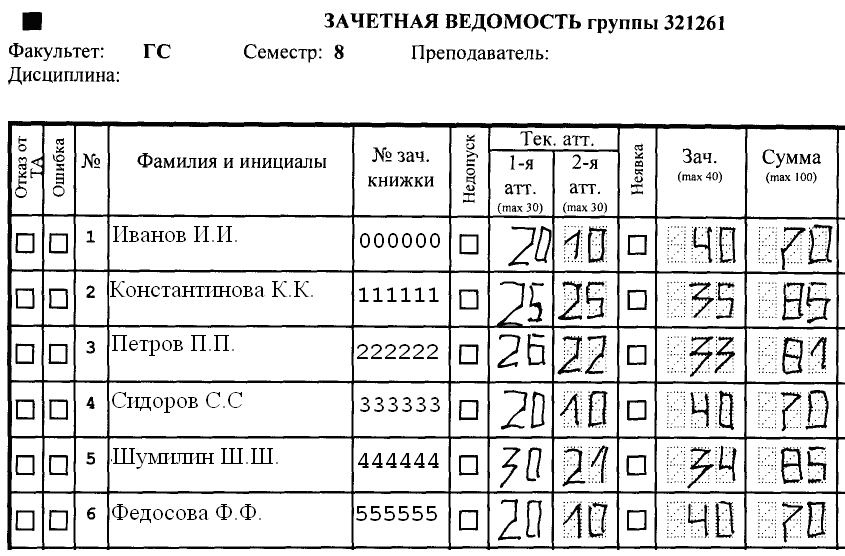 ЗАЧЕТНАЯ ВЕДОМОСТЬ группы 321261
Факультет: ГС Семестр: 8 Преподаватель:
Дисциплина:
Отказ от ТА Ошибка № Фамилия и инициалы № зач. книжки Недопуск Тек. атт. 1-я атт. (max 30) 2-я атт. (max 30) Неявка Зач. (max 40) Сумма (max 100)
1 Иванов И.И. 000000 20 10 40 70
2 Константинова К.К. 111111 25 25 35 85
3 Петров П.П. 222222 26 22 33 81
4 Сидоров С.С 333333 20 10 40 70
5 Шумилин Ш.Ш. 444444 30 21 34 85
6 Федосова Ф.Ф. 555555 20 10 40 70